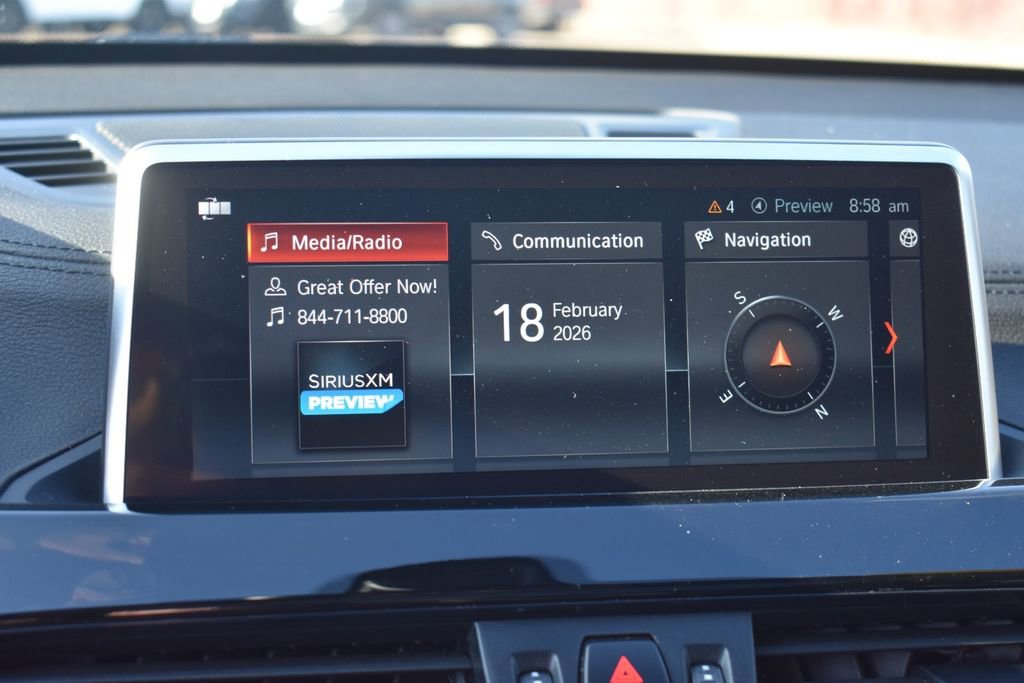 4 Preview 8:58 am
Media/Radio
Great Offer Now!
844-711-8800
SIRIUSXM
PREVIEW
Communication
18 February
2026
Navigation
S W
E N